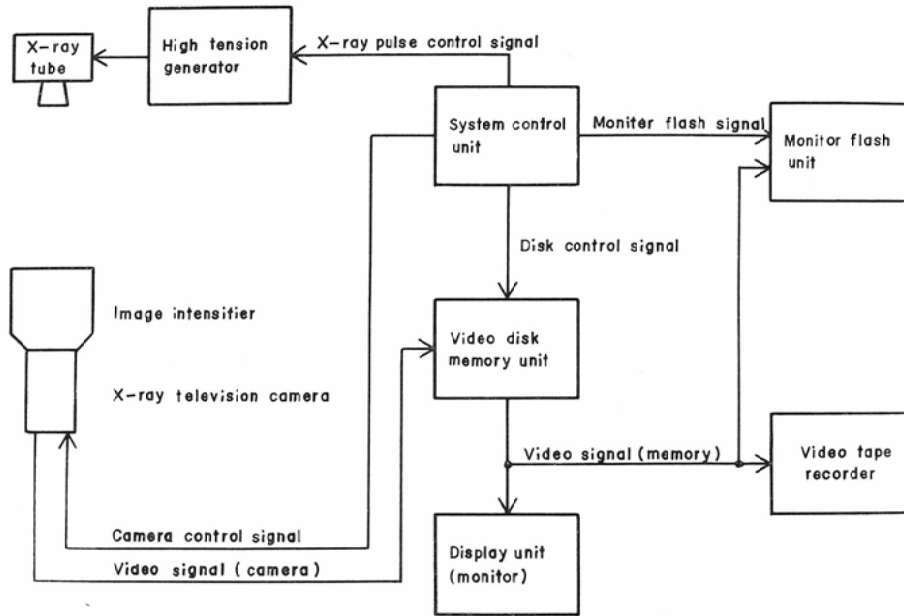 X-ray
tube
High tension
generator
X-ray pulse control signal
System control
unit
Moniter flash signal
Monitor flash
unit
Disk control signal
Image intensifier
Video disk
memory unit
X-ray television camera
Video signal (memory)
Video tape
recorder
Camera control signal
Video signal (camera)
Display unit
(monitor)